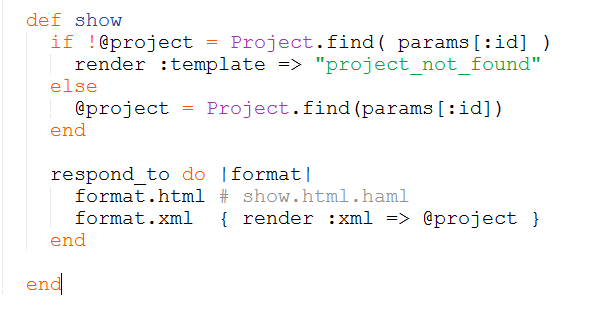 def show
  if !@project = Project.find( params[:id] )
    render :template => "project_not_found"
  else
    @project = Project.find(params[:id])
  end
  respond_to do |format|
    format.html # show.html.haml
    format.xml  { render :xml => @project }
  end
end